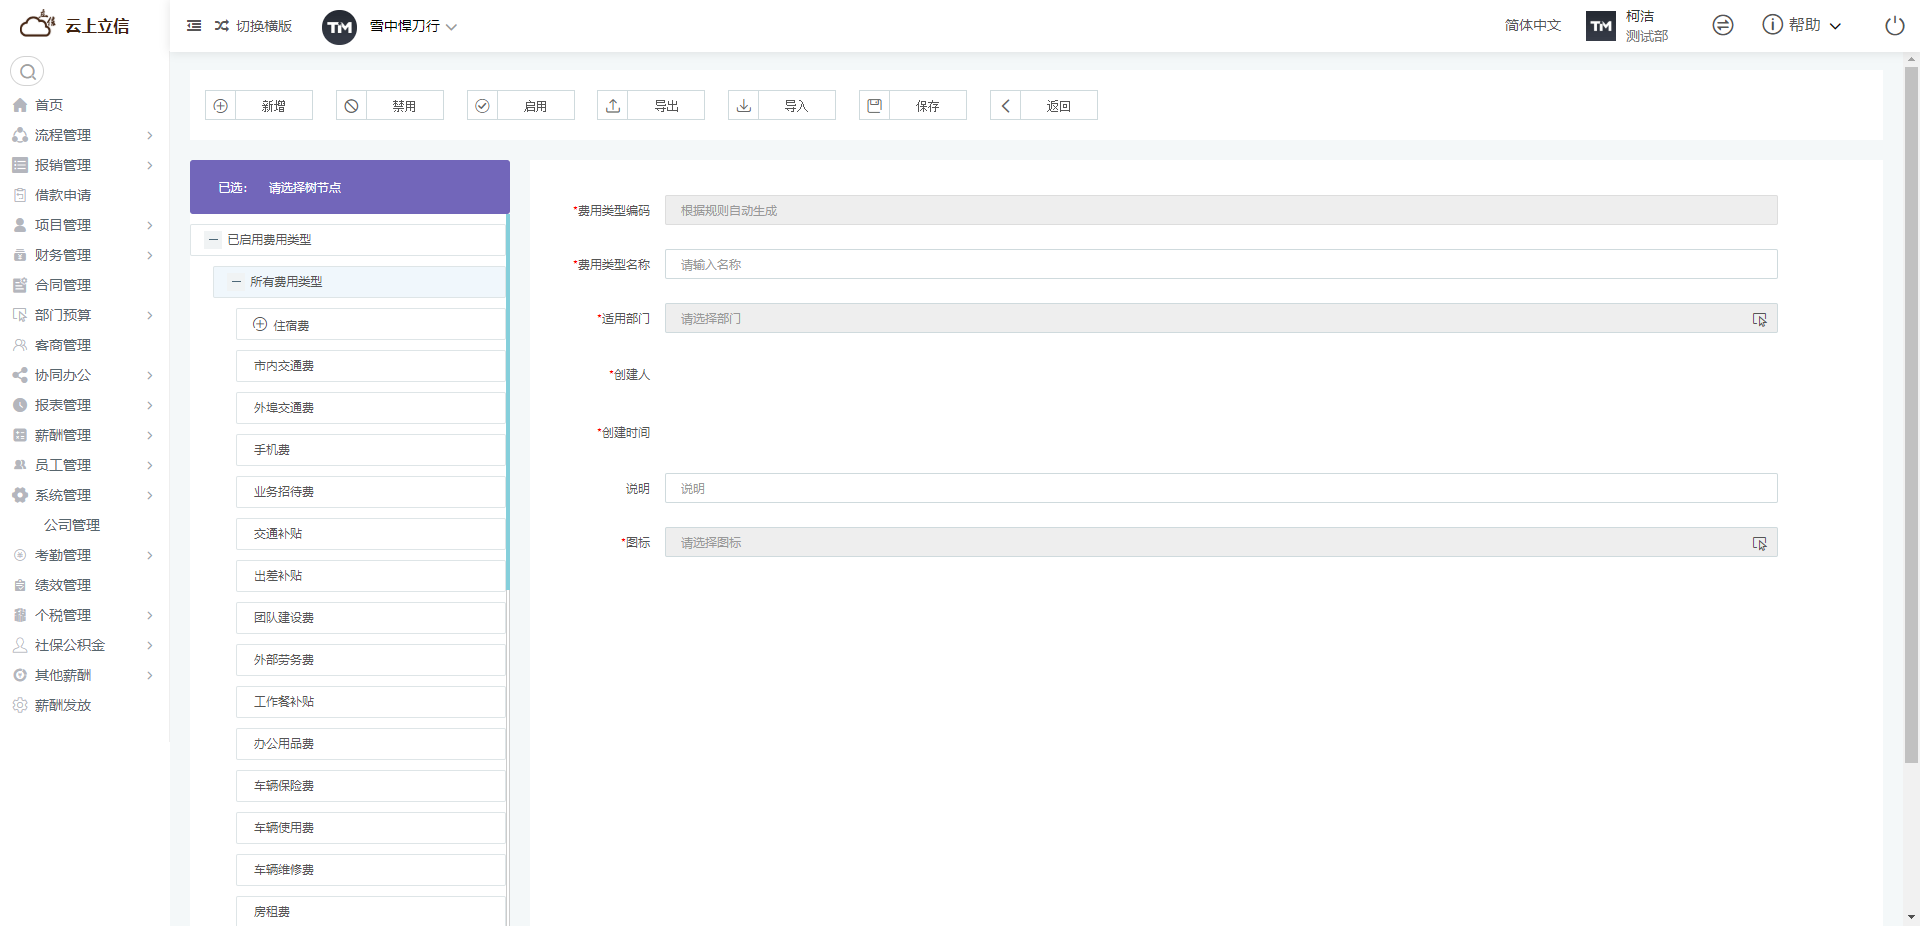 云上立信
切换横版
TM
雪中悍刀行
简体中文
TM
柯洁
测试部
帮助
首页
流程管理
报销管理
借款申请
项目管理
财务管理
合同管理
部门预算
客商管理
协同办公
报表管理
薪酬管理
员工管理
系统管理
公司管理
考勤管理
绩效管理
个税管理
社保公积金
其他薪酬
薪酬发放
新增
禁用
启用
导出
导入
保存
返回
已选： 请选择树节点
已启用费用类型
所有费用类型
住宿费
市内交通费
外埠交通费
手机费
业务招待费
交通补贴
出差补贴
团队建设费
外部劳务费
工作餐补贴
办公用品费
车辆保险费
车辆使用费
车辆维修费
房租费
*费用类型编码 根据规则自动生成
*费用类型名称 请输入名称
*适用部门 请选择部门
*创建人
*创建时间
说明 说明
*图标 请选择图标